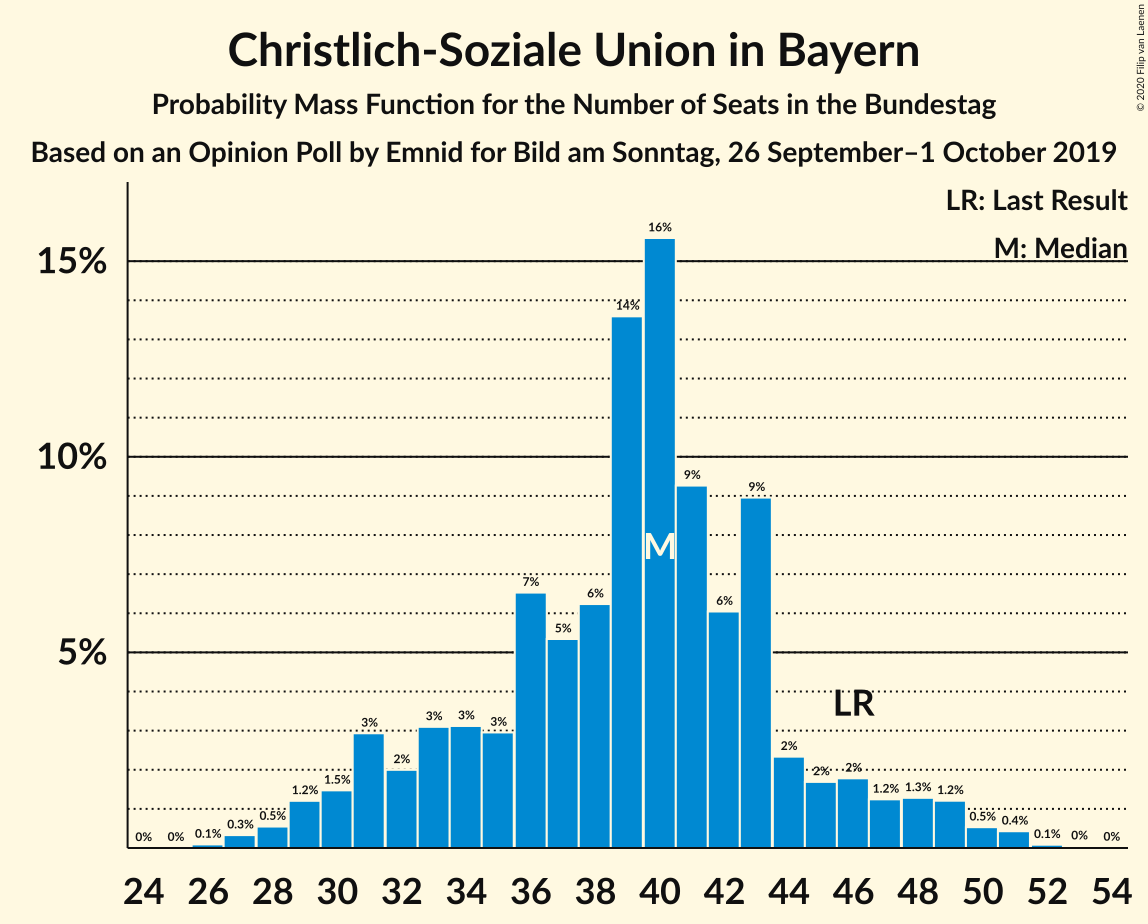 Christlich-Soziale Union in Bayern
Probability Mass Function for the Number of Seats in the Bundestag
Based on an Opinion Poll by Emnid for Bild am Sonntag, 26 September–1 October 2019
© 2020 Filip van Laenen
LR: Last Result
M: Median
15%
10%
5%
0% 0% 0.1% 0.3% 0.5% 1.2% 1.5% 3% 2% 3% 3% 3% 7% 5% 6% 14% 16% 9% 6% 9% 2% 2% 2% 1.2% 1.3% 1.2% 0.5% 0.4% 0.1% 0% 0%
M
LR
24 26 28 30 32 34 36 38 40 42 44 46 48 50 52 54